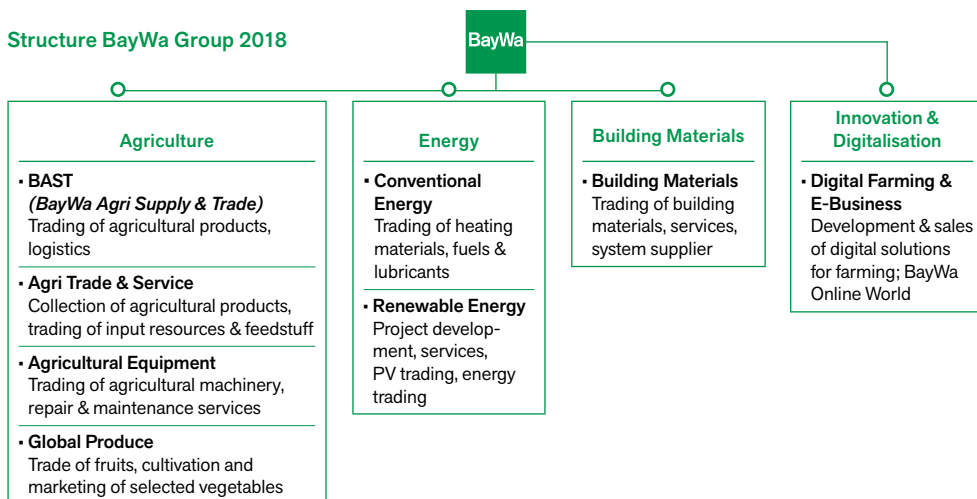 Structure BayWa Group 2018
BayWa
Agriculture
▪ BAST
(BayWa Agri Supply & Trade)
Trading of agricultural products,
logistics
▪ Agri Trade & Service
Collection of agricultural products,
trading of input resources & feedstuff
▪ Agricultural Equipment
Trading of agricultural machinery,
repair & maintenance services
▪ Global Produce
Trade of fruits, cultivation and
marketing of selected vegetables
Energy
▪ Conventional
Energy
Trading of heating
materials, fuels &
lubricants
▪ Renewable Energy
Project develop-
ment, services,
PV trading, energy
trading
Building Materials
▪ Building Materials
Trading of building
materials, services,
system supplier
Innovation &
Digitalisation
▪ Digital Farming &
E-Business
Development & sales
of digital solutions
for farming; BayWa
Online World